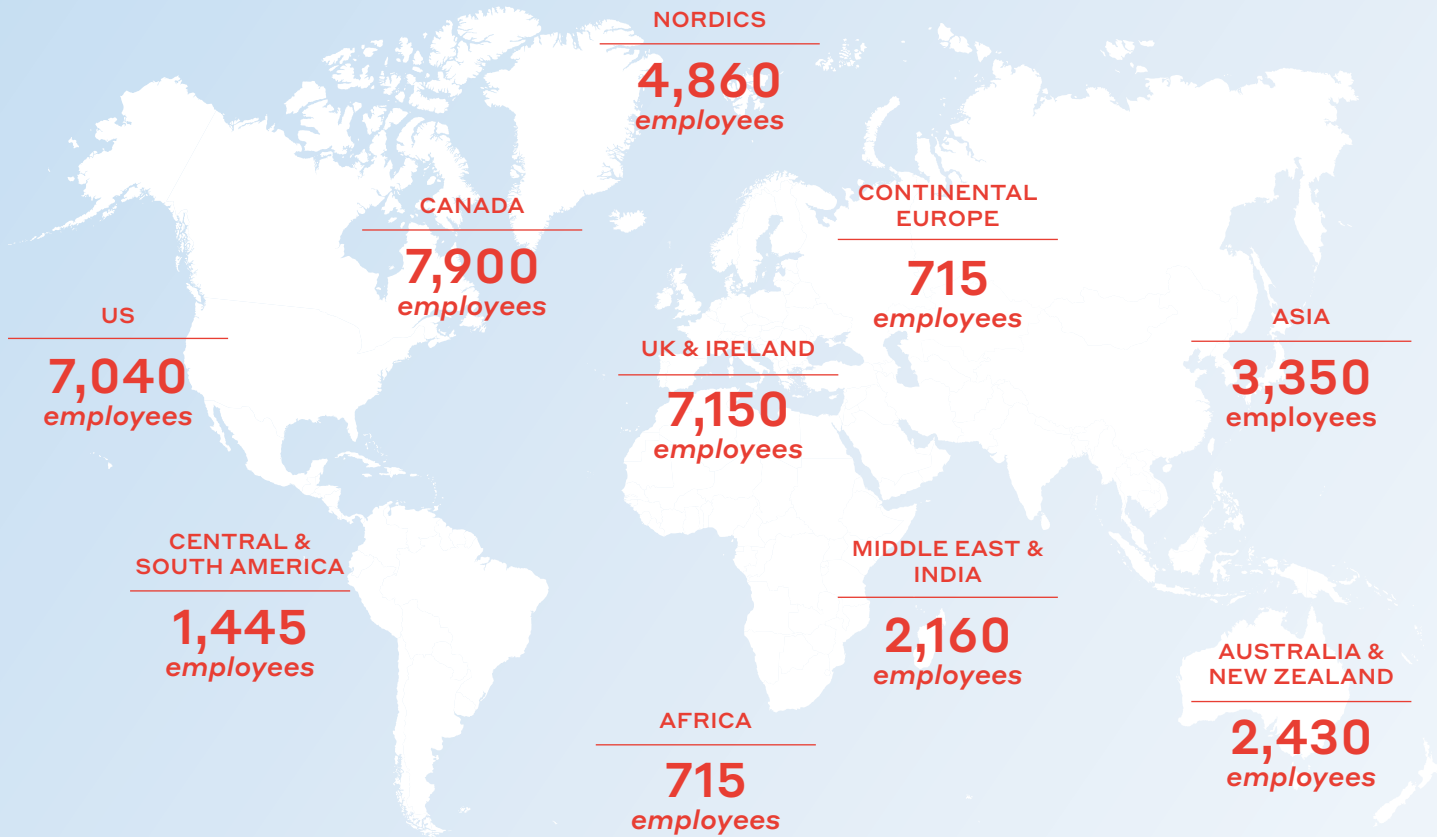 NORDICS
4,860
employees
CANADA
7,900
employees
CONTINENTAL
EUROPE
715
employees
US
7,040
employees
UK & IRELAND
7,150
employees
ASIA
3,350
employees
CENTRAL &
SOUTH AMERICA
1,445
employees
MIDDLE EAST &
INDIA
2,160
employees
AUSTRALIA &
NEW ZEALAND
2,430
employees
AFRICA
715
employees